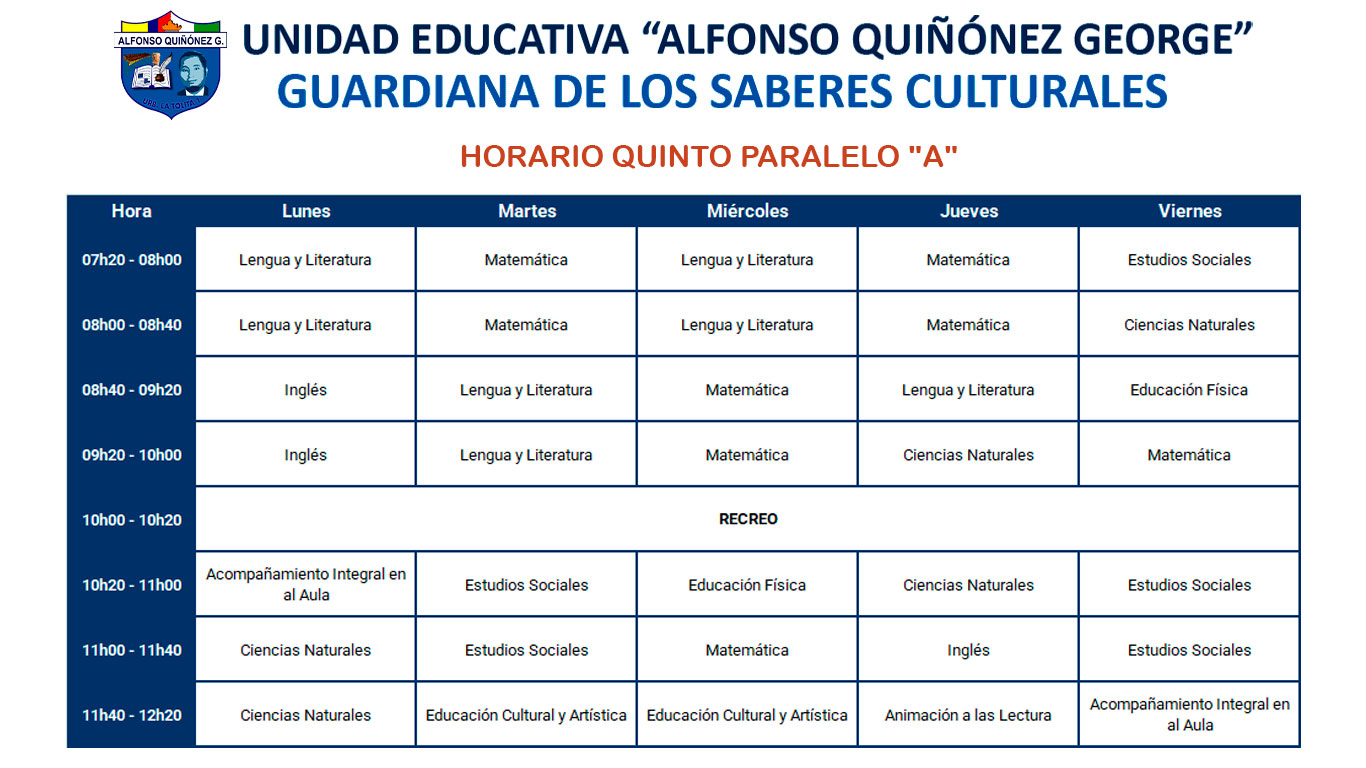 ALFONSO QUIÑÓNEZ G.
URB. LA TOLITA 1
UNIDAD EDUCATIVA “ALFONSO QUIÑÓNEZ GEORGE”
GUARDIANA DE LOS SABERES CULTURALES
HORARIO QUINTO PARALELO "A"
Hora Lunes Martes Miércoles Jueves Viernes
07h20 - 08h00 Lengua y Literatura Matemática Lengua y Literatura Matemática Estudios Sociales
08h00 - 08h40 Lengua y Literatura Matemática Lengua y Literatura Matemática Ciencias Naturales
08h40 - 09h20 Inglés Lengua y Literatura Matemática Lengua y Literatura Educación Física
09h20 - 10h00 Inglés Lengua y Literatura Matemática Ciencias Naturales Matemática
10h00 - 10h20 RECREO
10h20 - 11h00 Acompañamiento Integral en al Aula Estudios Sociales Educación Física Ciencias Naturales Estudios Sociales
11h00 - 11h40 Ciencias Naturales Estudios Sociales Matemática Inglés Estudios Sociales
11h40 - 12h20 Ciencias Naturales Educación Cultural y Artística Educación Cultural y Artística Animación a las Lectura Acompañamiento Integral en al Aula